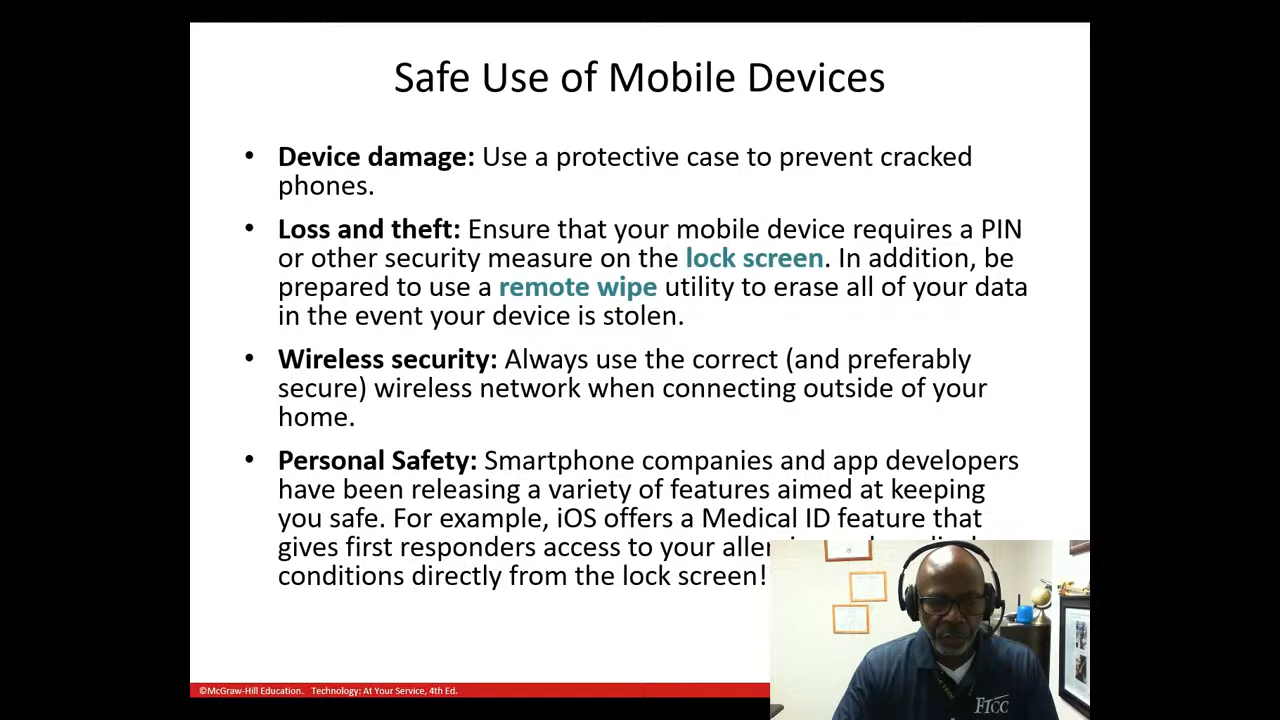 Safe Use of Mobile Devices
• Device damage: Use a protective case to prevent cracked
phones.
• Loss and theft: Ensure that your mobile device requires a PIN
or other security measure on the lock screen. In addition, be
prepared to use a remote wipe utility to erase all of your data
in the event your device is stolen.
• Wireless security: Always use the correct (and preferably
secure) wireless network when connecting outside of your
home.
• Personal Safety: Smartphone companies and app developers
have been releasing a variety of features aimed at keeping
you safe. For example, iOS offers a Medical ID feature that
gives first responders access to your
conditions directly from the lock screen!
FTCC
©McGraw-Hill Education. Technology: At Your Service, 4th Ed.